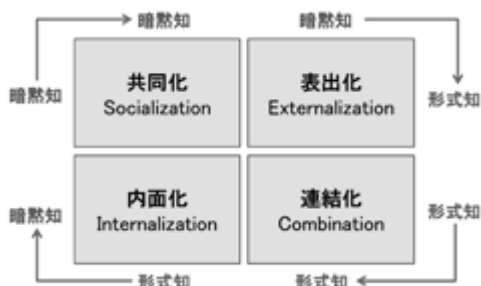 暗黙知
暗黙知
暗黙知
共同化
Socialization
表出化
Externalization
形式知
暗黙知
内面化
Internalization
連結化
Combination
形式知
形式知
形式知